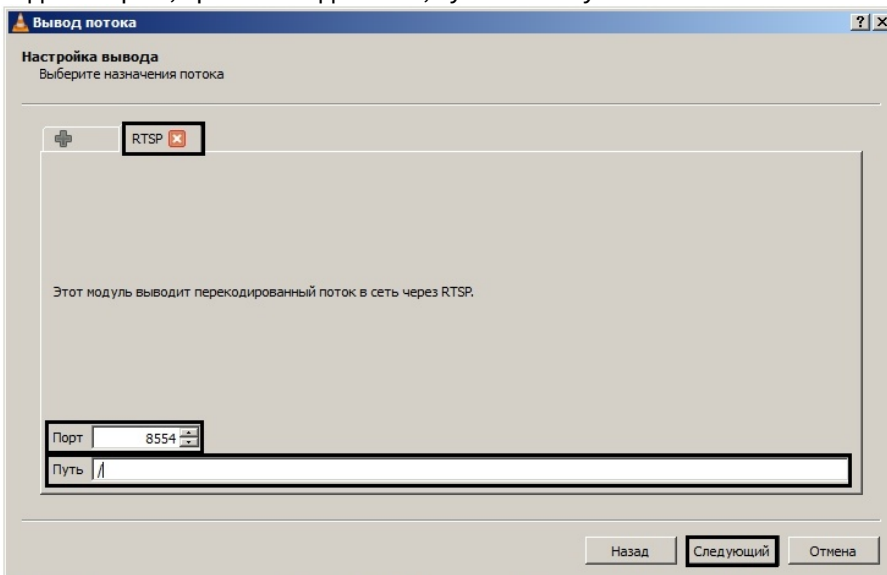 Вывод потока
Настройка вывода
Выберите назначения потока
RTSP
Этот модуль выводит перекодированный поток в сеть через RTSP.
Порт 8554
Путь /
Назад Следующий Отмена